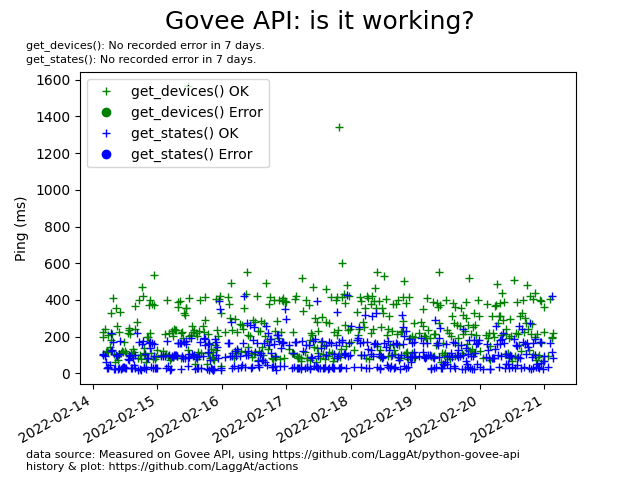 Govee API: is it working?
get_devices(): No recorded error in 7 days.
get_states(): No recorded error in 7 days.
get_devices() OK
get_devices() Error
get_states() OK
get_states() Error
Ping (ms)
1600
1400
1200
1000
800
600
400
200
0
2022-02-14
2022-02-15
2022-02-16
2022-02-17
2022-02-18
2022-02-19
2022-02-20
2022-02-21
data source: Measured on Govee API, using https://github.com/LaggAt/python-govee-api
history & plot: https://github.com/LaggAt/actions